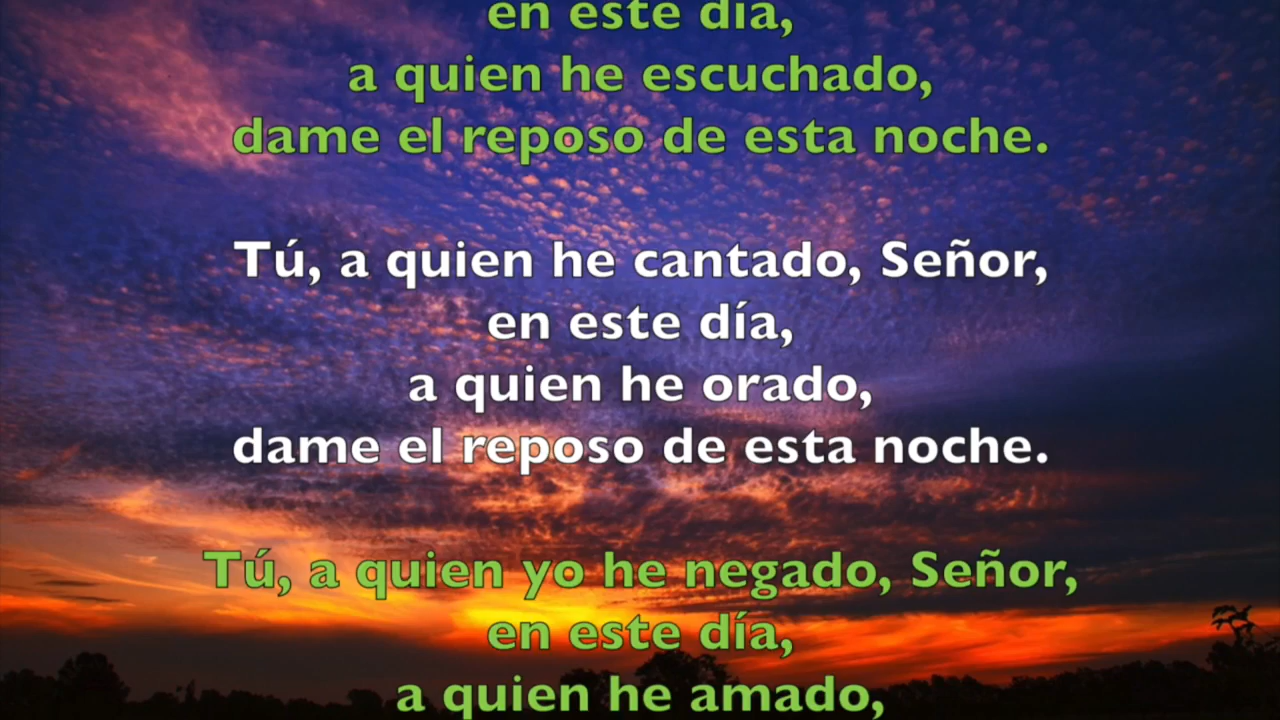 en este día,
a quien he escuchado,
dame el reposo de esta noche.
Tú, a quien he cantado, Señor,
en este día,
a quien he orado,
dame el reposo de esta noche.
Tú, a quien yo he negado, Señor,
en este día,
a quien he amado,